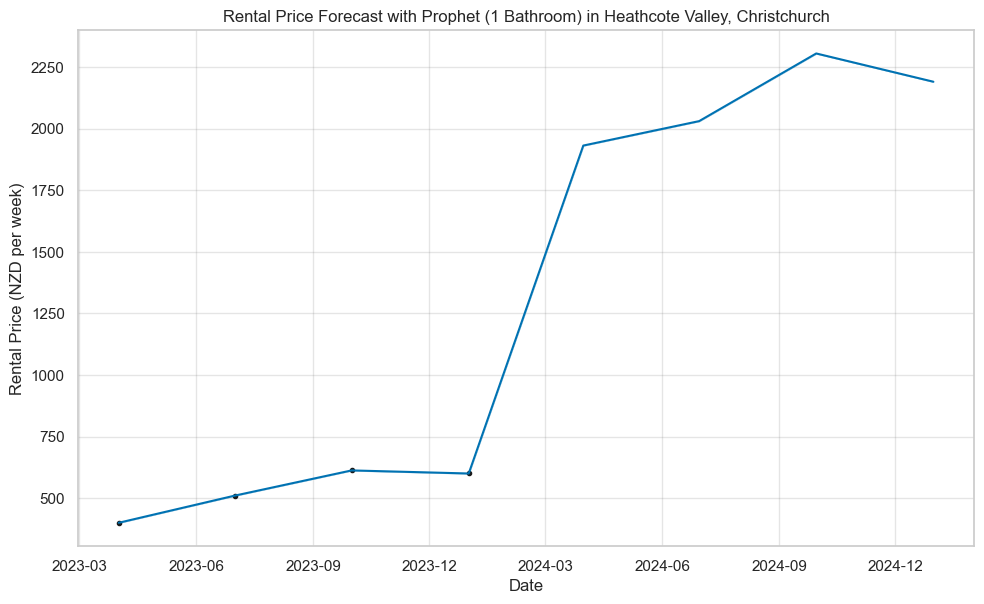 Rental Price Forecast with Prophet (1 Bathroom) in Heathcote Valley, Christchurch
Rental Price (NZD per week)
2250
2000
1750
1500
1250
1000
750
500
2023-03 2023-06 2023-09 2023-12 2024-03 2024-06 2024-09 2024-12
Date